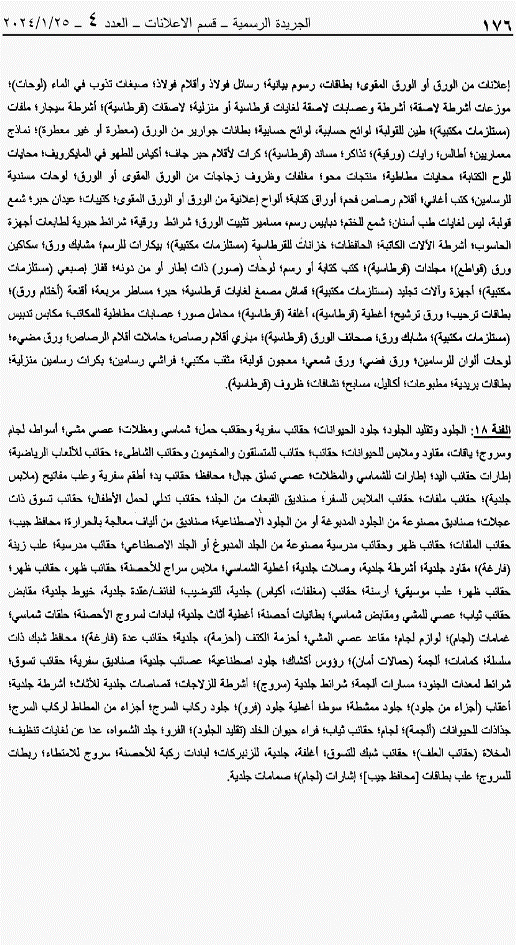 ١٧٦ الجريدة الرسمية – قسم الاعلانات – العدد ٤ – ٢٠٢٤/١/٢٥
إعلانات من الورق أو الورق المقوى؛ بطاقات، رسوم بيانية؛ رسائل فولاذ وأقلام فولاذ؛ صبغات تذوب في الماء (لوحات)؛
موزعات أشرطة لاصقة؛ أشرطة وعصابات لاصقة لغايات قرطاسية أو منزلية؛ لاصقات (قرطاسية)؛ أشرطة سيجار؛ ملفات
(مستلزمات مكتبية)؛ طين للقولبة؛ لوائح حسابية، لوائح حسابية؛ بطانات جوارير من الورق (معطرة أو غير معطرة)؛ نماذج
معماريين؛ أطالس؛ رايات (ورقية)؛ تذاكر؛ مساند (قرطاسية)؛ كرات لأقلام حبر جاف؛ أكياس للطهو في المايكرويف؛ محايات
للوح الكتابة؛ محايات مطاطية؛ منتجات محو؛ مغلفات وظروف زجاجات من الورق المقوى أو الورق؛ لوحات مسندية
للرسامين؛ كتب أغاني؛ أقلام رصاص فحم؛ أوراق كتابة؛ ألواح إعلانية من الورق أو الورق المقوى؛ كتيبات؛ عيدان حبر؛ شمع
قولبة، ليس لغايات طب أسنان؛ شمع للختم؛ دبابيس رسم، مسامير تثبيت الورق؛ شرائط ورقية؛ شرائط حبرية لطابعات أجهزة
الحاسوب؛ أشرطة الآلات الكاتبة؛ الحافظات؛ خزانات للقرطاسية (مستلزمات مكتبية)؛ بيكارات للرسم؛ مشابك ورق؛ سكاكين
ورق (قواطع)؛ مجلدات (قرطاسية)؛ كتب كتابة أو رسم؛ لوحات (صور) ذات إطار أو من دونه؛ قفاز إصبعي (مستلزمات
مكتبية)؛ أجهزة وآلات تجليد (مستلزمات مكتبية)؛ قماش مصمغ لغايات قرطاسية؛ حبر؛ مساطر مربعة؛ أقنعة (أختام ورق)؛
بطاقات ترحيب؛ ورق ترشيح؛ أغطية (قرطاسية)، أغلفة (قرطاسية)؛ محامل صور؛ عصابات مطاطية للمكاتب؛ مكابس تدبيس
(مستلزمات مكتبية)؛ مشابك ورق؛ صحائف الورق (قرطاسية)؛ مباري أقلام رصاص؛ حاملات أقلام الرصاص؛ ورق مضيء؛
لوحات ألوان للرسامين؛ ورق فضي؛ ورق شمعي؛ معجون قولبة؛ مثقب مكتبي؛ فراشي رسامين؛ بكرات رسامين منزلية؛
بطاقات بريدية؛ مطبوعات؛ أكاليل، مسابح؛ نشافات؛ ظروف (قرطاسية).
الفئة ١٨: الجلود وتقليد الجلود؛ جلود الحيوانات؛ حقائب سفرية وحقائب حمل؛ شماسي ومظلات؛ عصي مشي؛ أسواط، لجام
وسروج؛ ياقات، مقاود وملابس للحيوانات؛ حقائب؛ حقائب للمتسلقون والمخيمون وحقائب الشاطىء؛ حقائب للألعاب الرياضية؛
إطارات حقائب اليد؛ إطارات للشماسي والمظلات؛ عصي تسلق جبال؛ محافظ؛ حقائب يد؛ أطقم سفرية وعلب مفاتيح (ملابس
جلدية)؛ حقائب ملفات؛ حقائب الملابس للسفر؛ صناديق القبعات من الجلد؛ حقائب تدلي لحمل الأطفال؛ حقائب تسوق ذات
عجلات؛ صناديق مصنوعة من الجلود المدبوغة أو من الجلود الاصطناعية؛ صناديق من ألياف معالجة بالحرارة؛ محافظ جيب؛
حقائب الملفات؛ حقائب ظهر وحقائب مدرسية مصنوعة من الجلد المدبوغ أو الجلد الاصطناعي؛ حقائب مدرسية؛ علب زينة
(فارغة)؛ مقاود جلدية؛ أشرطة جلدية، وصلات جلدية؛ أغطية الشماسي؛ ملابس سراج للأحصنة؛ حقائب ظهر، حقائب ظهر؛
حقائب ظهر؛ علب موسيقى؛ أرسنة؛ حقائب (مغلفات، أكياس) جلدية، للتوضيب؛ لفائف/عقدة جلدية، خيوط جلدية؛ مقابض
حقائب ثياب؛ عصي للمشي ومقابض شماسي؛ بطانيات أحصنة؛ أغطية أثاث جلدية؛ لبادات لسروج الأحصنة؛ حلقات شماسي؛
غمامات (لجام)؛ لوازم لجام؛ مقاعد عصي المشي؛ أحزمة الكتف (أحزمة)، جلدية؛ حقائب عدة (فارغة)؛ محافظ شبك ذات
سلسلة؛ كمامات؛ ألجمة (حمالات أمان)؛ رؤوس أكشاك؛ جلود اصطناعية؛ عصائب جلدية؛ صناديق سفرية؛ حقائب تسوق؛
شرائط لمعدات الجنود؛ مسارات ألجمة؛ شرائط جلدية (سروج)؛ أشرطة للزلاجات؛ قصاصات جلدية للأثاث؛ أشرطة جلدية؛
أعقاب (أجزاء من جلود)؛ جلود ممشطة؛ سوط؛ أغطية جلود (فرو)؛ جلود ركاب السرج؛ أجزاء من المطاط لركاب السرج؛
جذاذات للحيوانات (ألجمة)؛ لجام؛ حقائب ثياب؛ فراء حيوان الخلد (تقليد الجلود)؛ الفرو؛ جلد الشمواه، عدا عن لغايات تنظيف؛
المخلاة (حقائب العلف)؛ حقائب شبك للتسوق؛ أغلفة، جلدية، للزنبركات؛ لبادات ركبة للأحصنة؛ سروج للامتطاء؛ ربطات
للسروج؛ علب بطاقات [محافظ جيب]؛ إشارات (لجام)؛ صمامات جلدية.